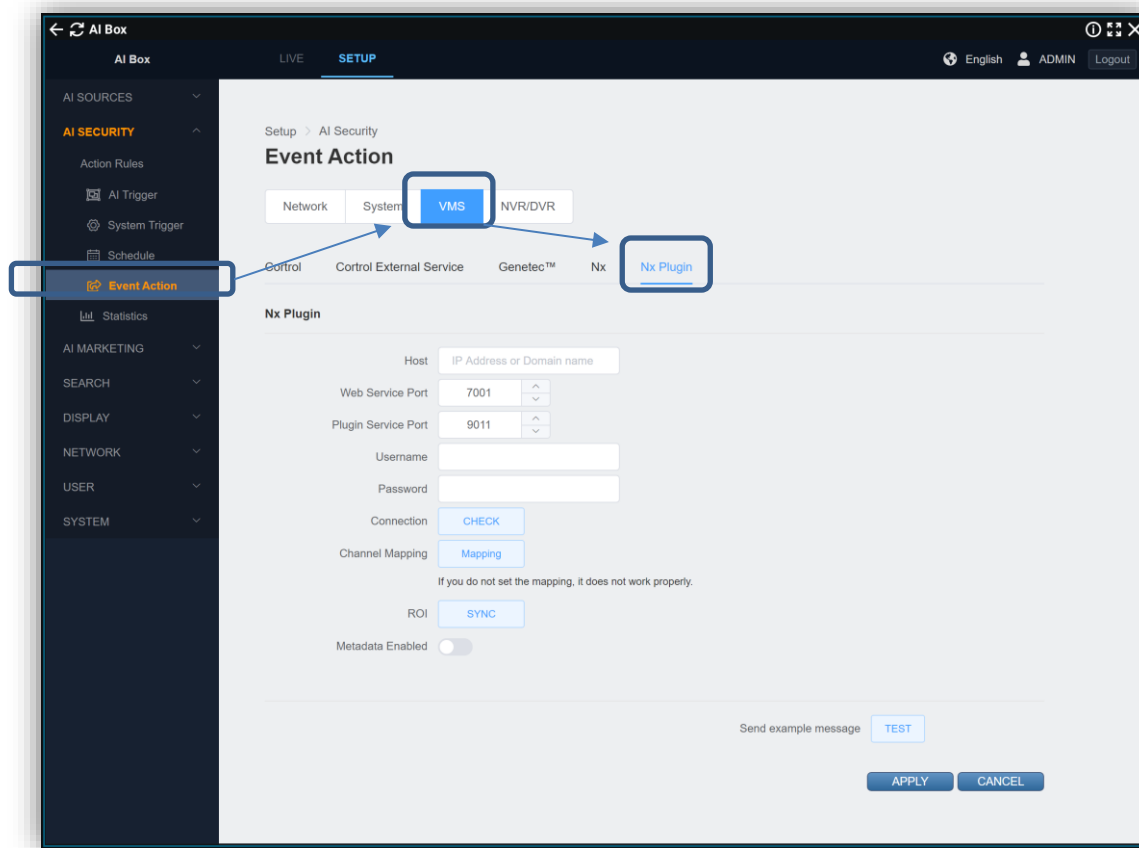 AI Box
AI Box
LIVE
SETUP
English
ADMIN
Logout
AI SOURCES
AI SECURITY
Action Rules
AI Trigger
System Trigger
Schedule
Event Action
Statistics
AI MARKETING
SEARCH
DISPLAY
NETWORK
USER
SYSTEM
Setup > AI Security
Event Action
Network
System
VMS
NVR/DVR
Cortrol
Cortrol External Service
Genetec™
Nx
Nx Plugin
Nx Plugin
Host
IP Address or Domain name
Web Service Port
7001
Plugin Service Port
9011
Username
Password
Connection
CHECK
Channel Mapping
Mapping
If you do not set the mapping, it does not work properly.
ROI
SYNC
Metadata Enabled
Send example message
TEST
APPLY
CANCEL